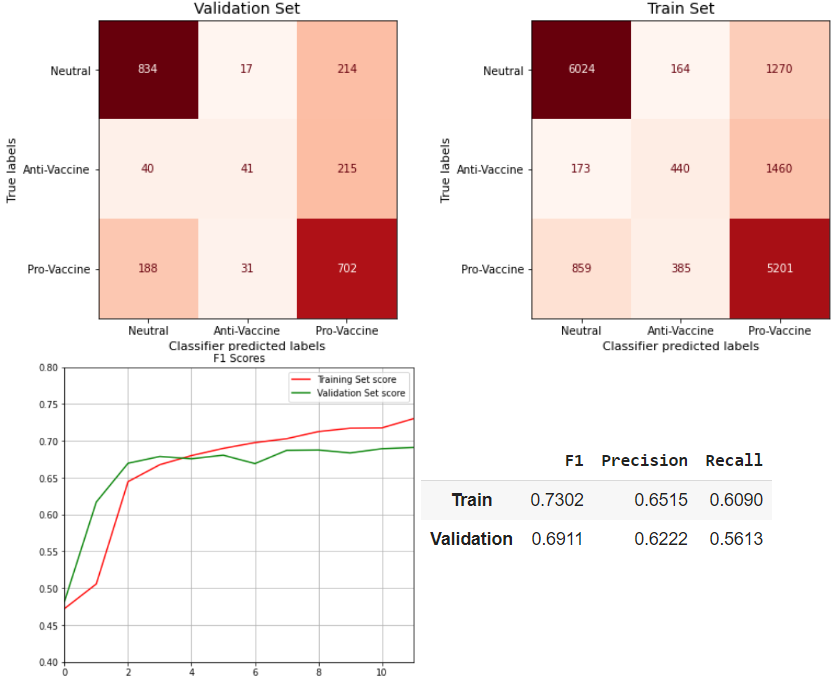 Validation Set
Train Set
Neutral 834 17 214
Neutral 6024 164 1270
True labels
Anti-Vaccine 40 41 215
True labels
Anti-Vaccine 173 440 1460
Pro-Vaccine 188 31 702
Pro-Vaccine 859 385 5201
Neutral Anti-Vaccine Pro-Vaccine
Neutral Anti-Vaccine Pro-Vaccine
Classifier predicted labels
Classifier predicted labels
F1 Scores
0.80
Training Set score
Validation Set score
0.75
0.70
0.65
0.60
0.55
0.50
0.45
0.40
0 2 4 6 8 10
F1 Precision Recall
Train 0.7302 0.6515 0.6090
Validation 0.6911 0.6222 0.5613